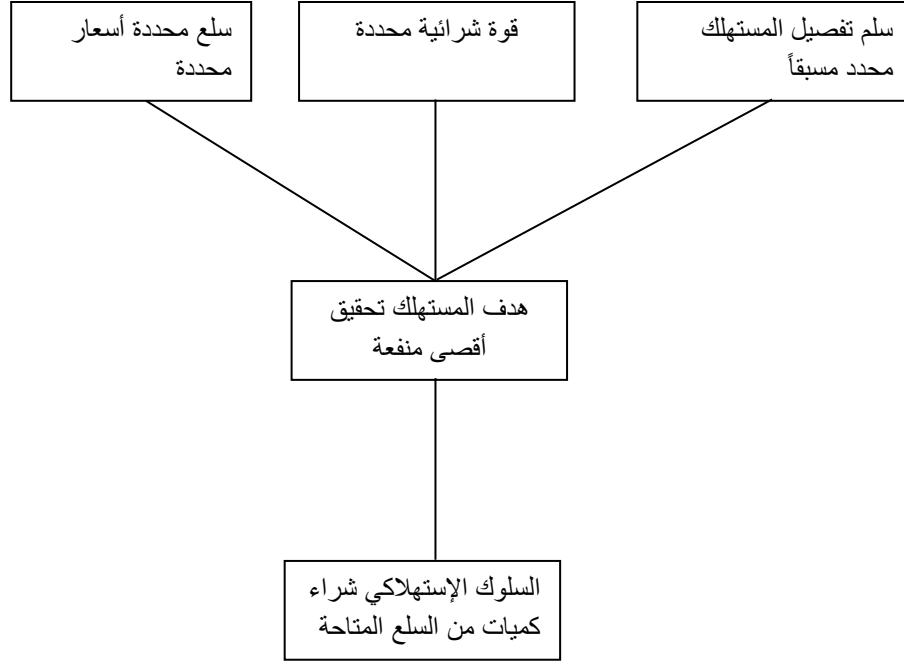 سلم تفصيل المستهلك
محدد مسبقاً
قوة شرائية محددة
سلع محددة أسعار
محددة
هدف المستهلك تحقيق
أقصى منفعة
السلوك الإستهلاكي شراء
كميات من السلع المتاحة